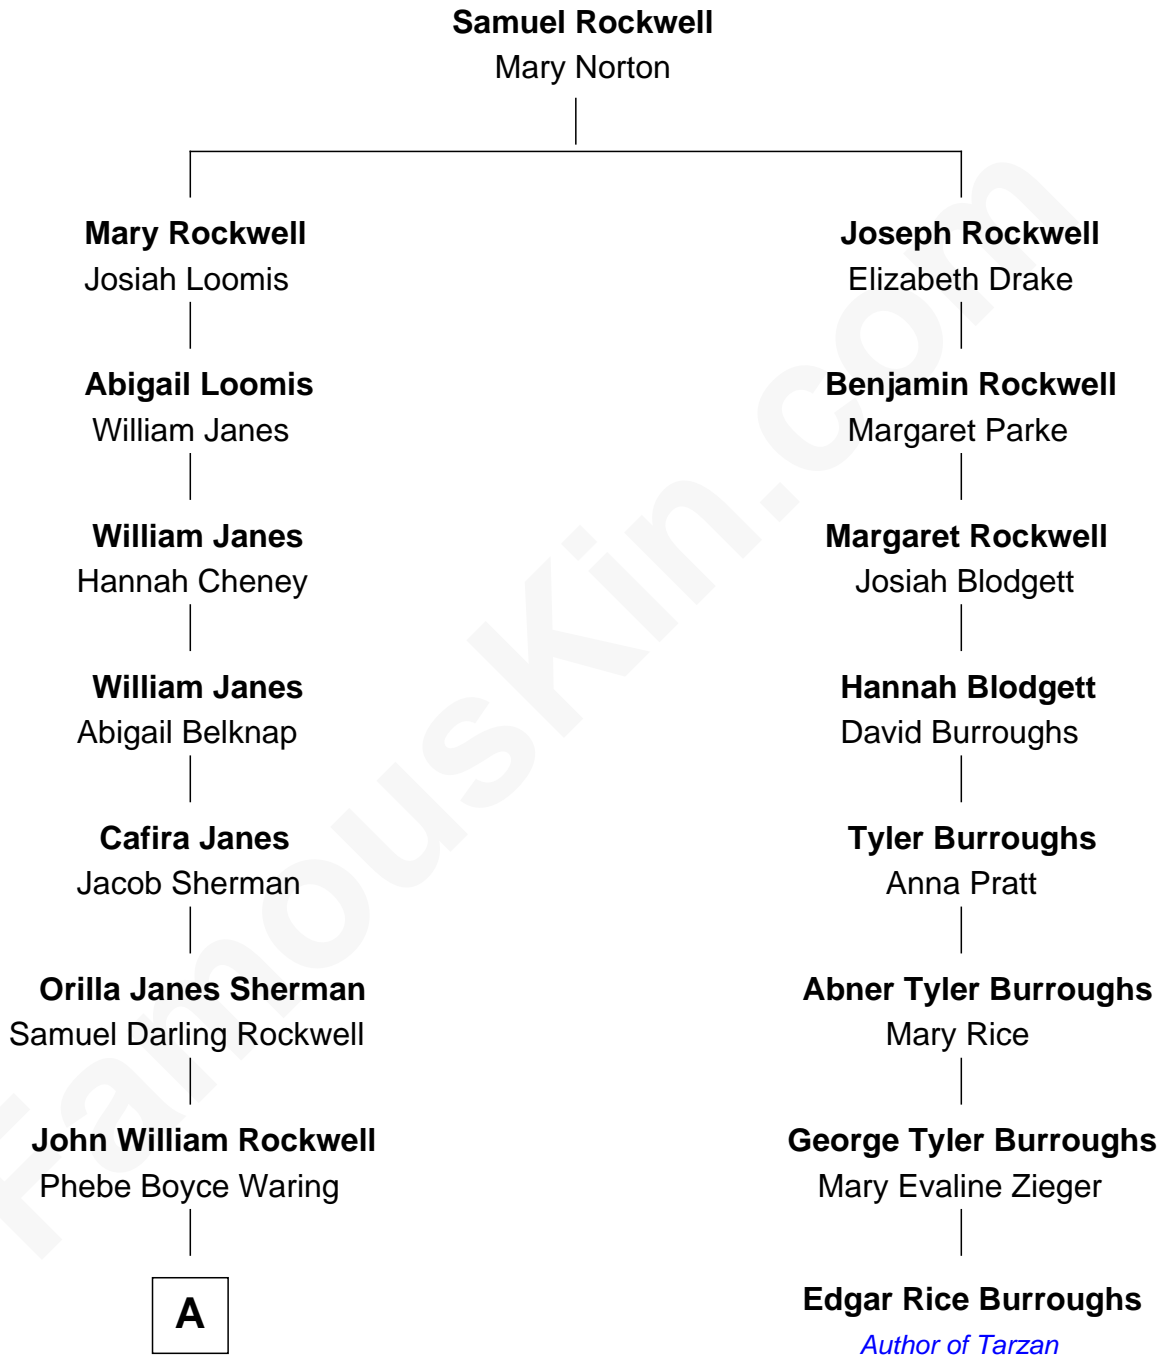 Samuel Rockwell
Mary Norton
Mary Rockwell
Josiah Loomis
Abigail Loomis
William Janes
William Janes
Hannah Cheney
William Janes
Abigail Belknap
Cafira Janes
Jacob Sherman
Orilla Janes Sherman
Samuel Darling Rockwell
John William Rockwell
Phebe Boyce Waring
A
Joseph Rockwell
Elizabeth Drake
Benjamin Rockwell
Margaret Parke
Margaret Rockwell
Josiah Blodgett
Hannah Blodgett
David Burroughs
Tyler Burroughs
Anna Pratt
Abner Tyler Burroughs
Mary Rice
George Tyler Burroughs
Mary Evaline Zieger
Edgar Rice Burroughs
Author of Tarzan
FamousKin.com